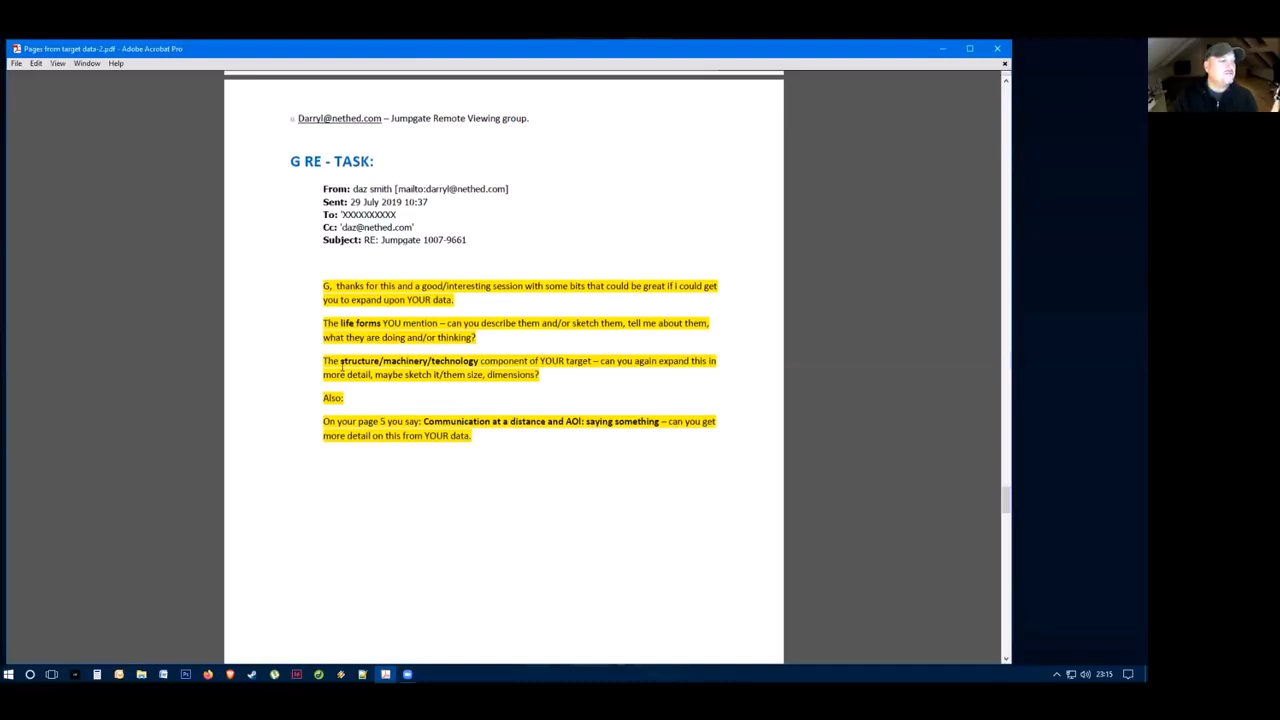 Pages from target data-2.pdf - Adobe Acrobat Pro
File Edit View Window Help
Darryl@nethed.com – Jumpgate Remote Viewing group.
G RE - TASK:
From: daz smith [mailto:darryl@nethed.com]
Sent: 29 July 2019 10:37
To: 'XXXXXXXXXX
Cc: 'daz@nethed.com'
Subject: RE: Jumpgate 1007-9661
G, thanks for this and a good/interesting session with some bits that could be great if i could get
you to expand upon YOUR data.
The life forms YOU mention – can you describe them and/or sketch them, tell me about them,
what they are doing and/or thinking?
The structure/machinery/technology component of YOUR target – can you again expand this in
more detail, maybe sketch it/them size, dimensions?
Also:
On your page 5 you say: Communication at a distance and AOl: saying something – can you get
more detail on this from YOUR data.
23:15